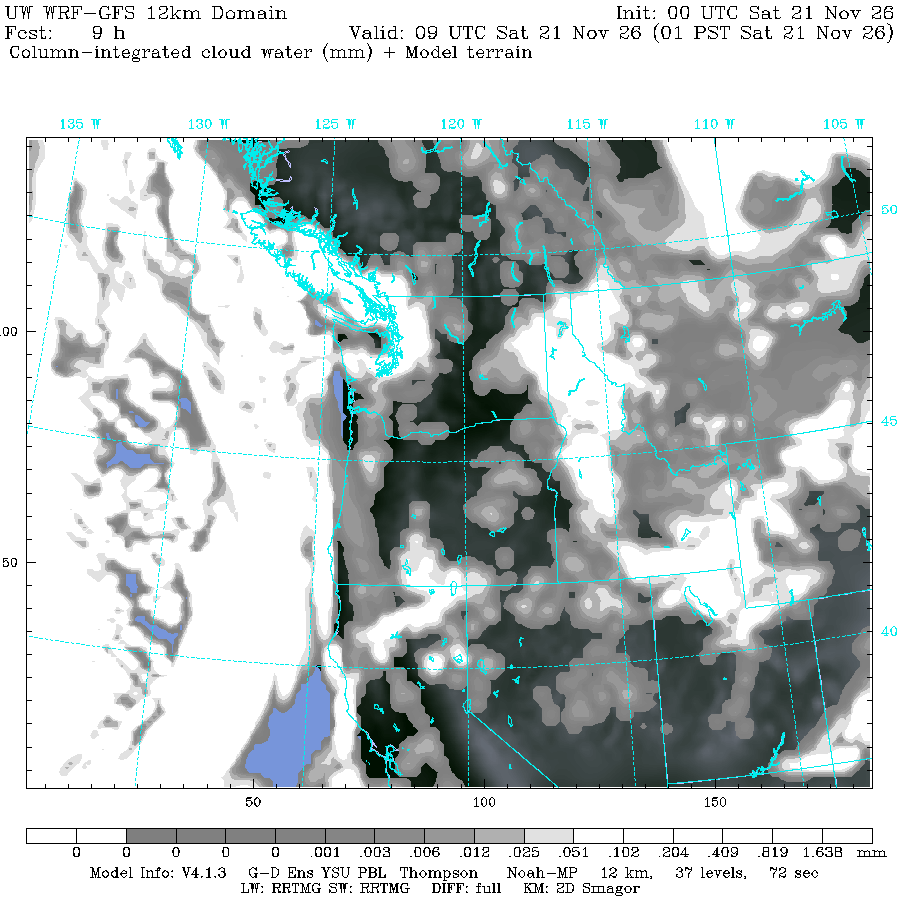 UW WRF-GFS 12km Domain Init: 00 UTC Sat 21 Nov 26
Fcst: 9 h Valid: 09 UTC Sat 21 Nov 26 (01 PST Sat 21 Nov 26)
Column-integrated cloud water (mm) + Model terrain
135 W 130 W 125 W 120 W 115 W 110 W 105 W
50
00
45
50
40
50 100 150
0 0 0 0 .001 .003 .006 .012 .025 .051 .102 .204 .409 .819 1.638 mm
Model Info: V4.1.3 G-D Ens YSU PBL Thompson Noah-MP 12 km, 37 levels, 72 sec
LW: RRTMG SW: RRTMG DIFF: full KM: 2D Smagor